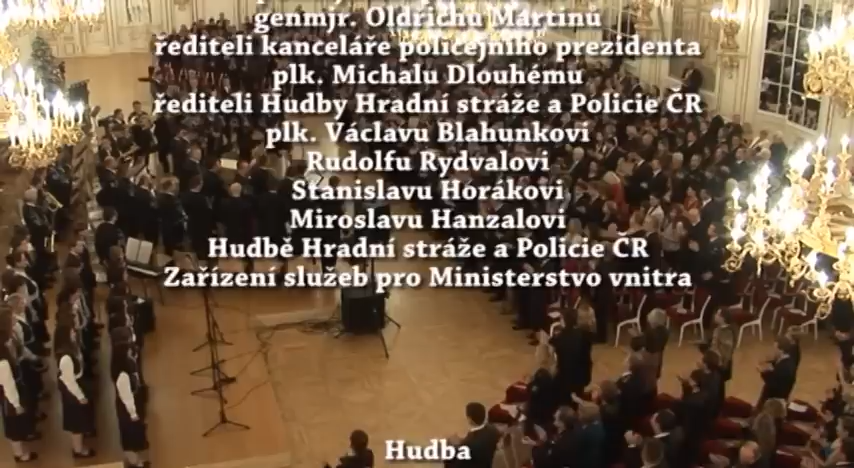 genmjr. Oldřichu Martinů
řediteli kanceláře policejního prezidenta
plk. Michalu Dlouhému
řediteli Hudby Hradní stráže a Policie ČR
plk. Václavu Blahunkovi
Rudolfu Rydvalovi
Stanislavu Horákovi
Miroslavu Hanzalovi
Hudbě Hradní stráže a Policie ČR
Zařízení služeb pro Ministerstvo vnitra
Hudba